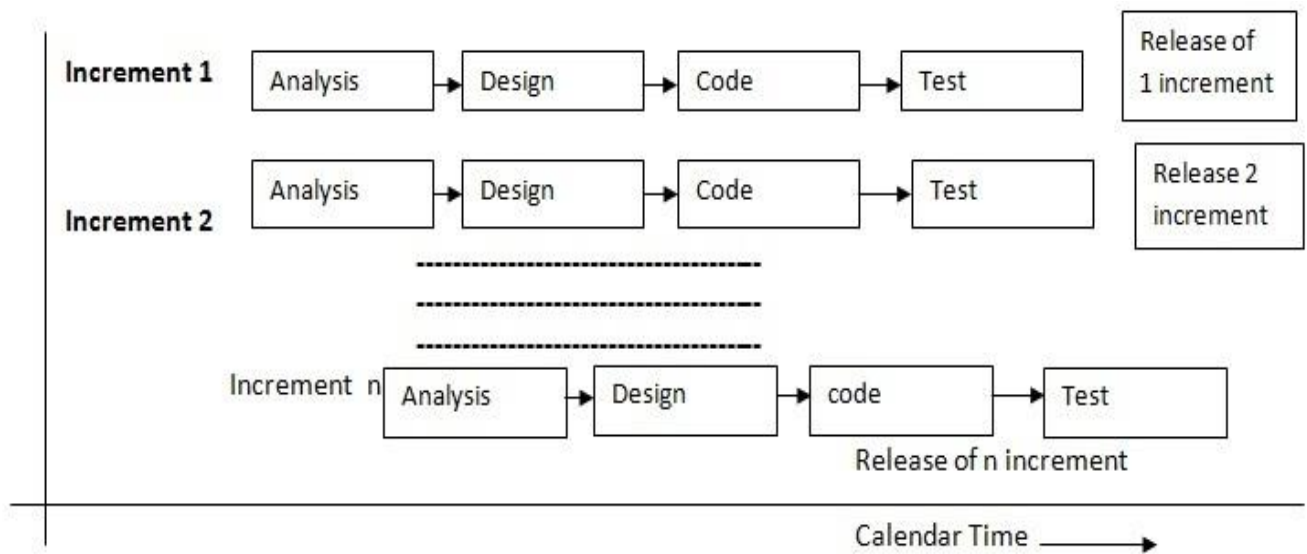 Increment 1
Analysis
Design
Code
Test
Release of
1 increment
Increment 2
Analysis
Design
Code
Test
Release 2
increment
Increment n
Analysis
Design
code
Test
Release of n increment
Calendar Time